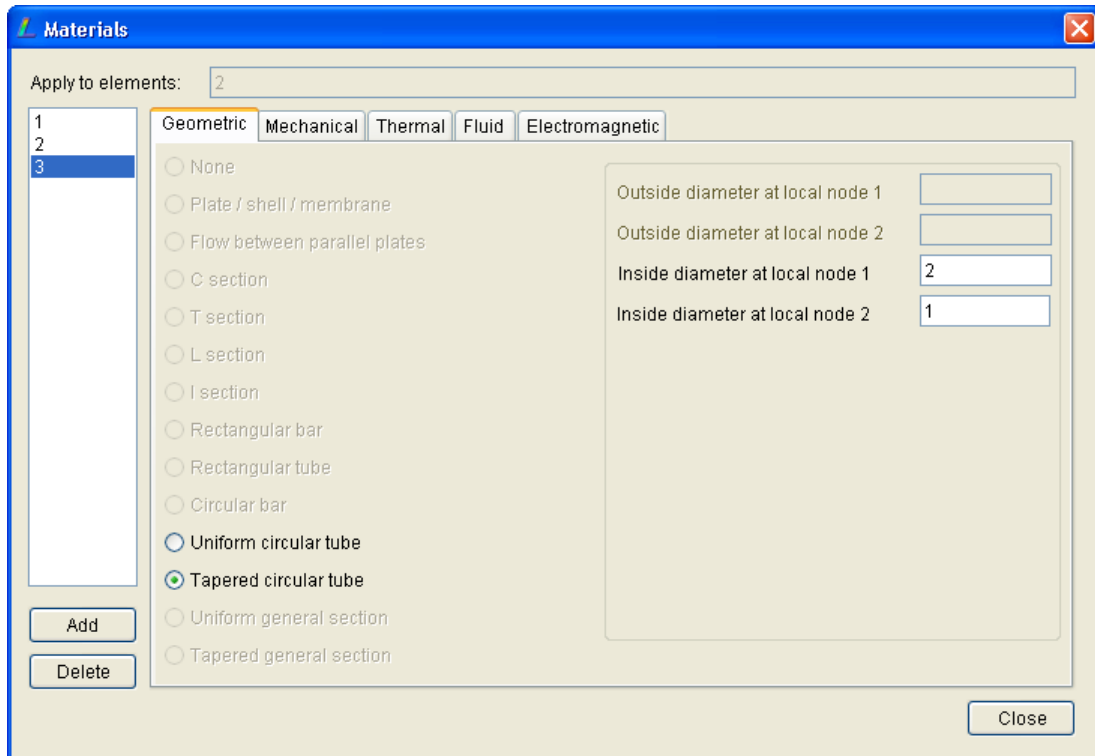 Materials
Apply to elements: 2
1
2
3
Geometric Mechanical Thermal Fluid Electromagnetic
None
Plate / shell / membrane
Flow between parallel plates
C section
T section
L section
I section
Rectangular bar
Rectangular tube
Circular bar
Uniform circular tube
Tapered circular tube
Uniform general section
Tapered general section
Outside diameter at local node 1
Outside diameter at local node 2
Inside diameter at local node 1 2
Inside diameter at local node 2 1
Add
Delete
Close